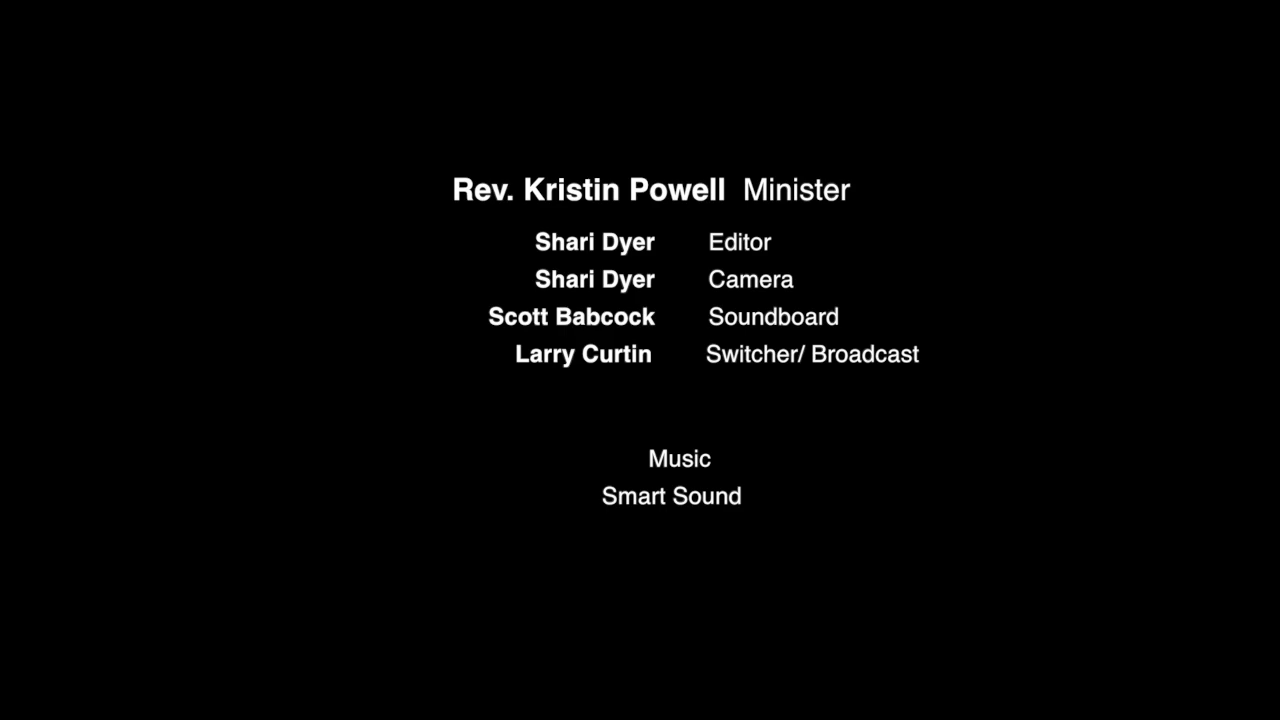 Rev. Kristin Powell Minister
Shari Dyer Editor
Shari Dyer Camera
Scott Babcock Soundboard
Larry Curtin Switcher/ Broadcast
Music
Smart Sound